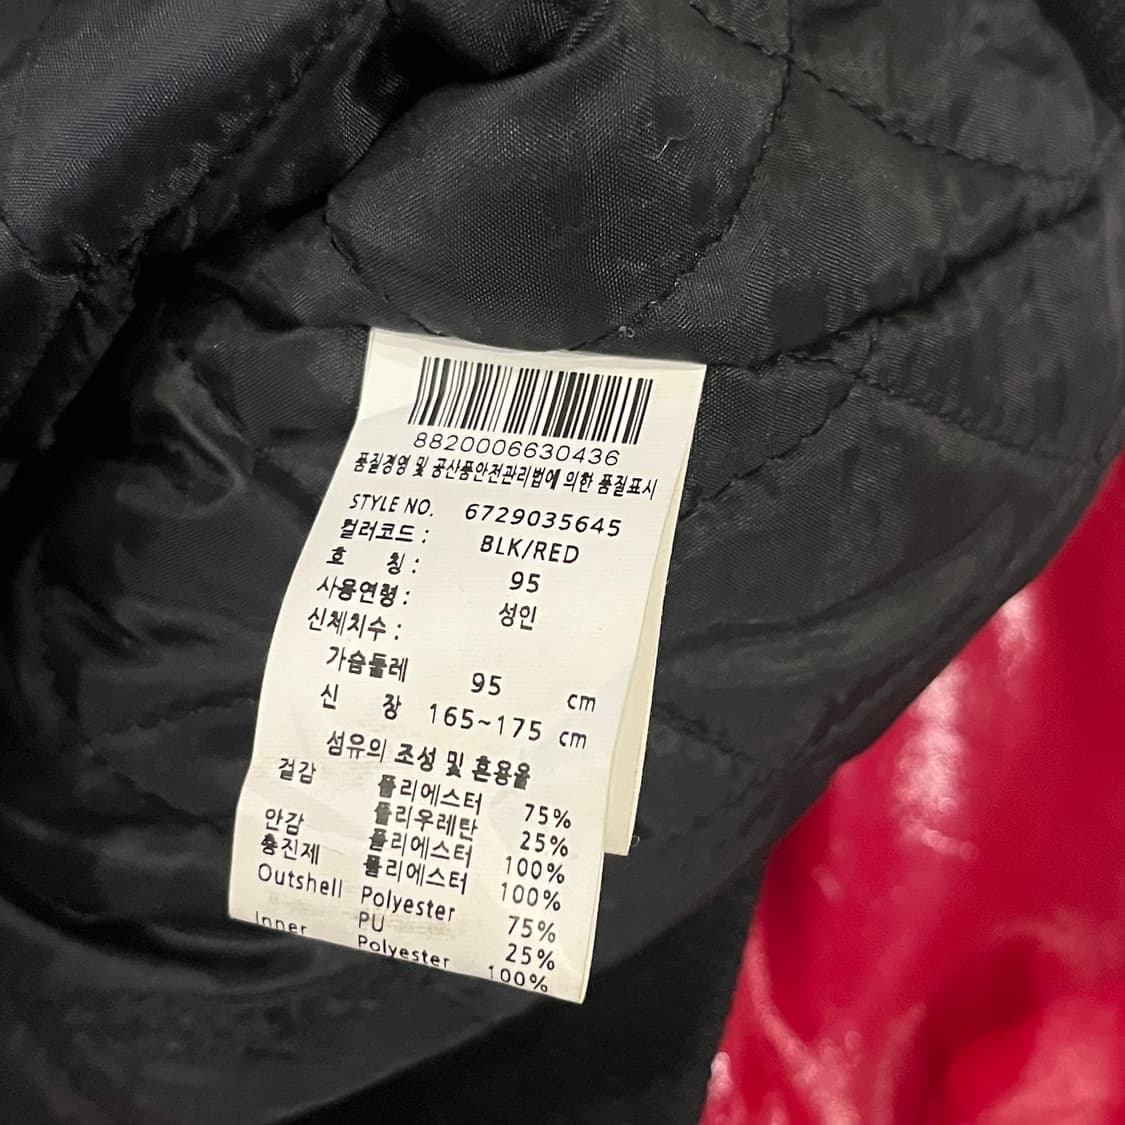 8820006630436
품질경영 및 공산품안전관리법에 의한 품질표시
STYLE NO. 6729035645
컬러코드 : BLK/RED
호 칭 : 95
사용연령 : 성인
신체치수 :
가슴둘레 95 cm
신 장 165~175 cm
섬유의 조성 및 혼용율
겉감 폴리에스터 75%
폴리우레탄 25%
안감 폴리에스터 100%
충진제 폴리에스터 100%
Outshell Polyester 75%
PU 25%
Inner Polyester 100%